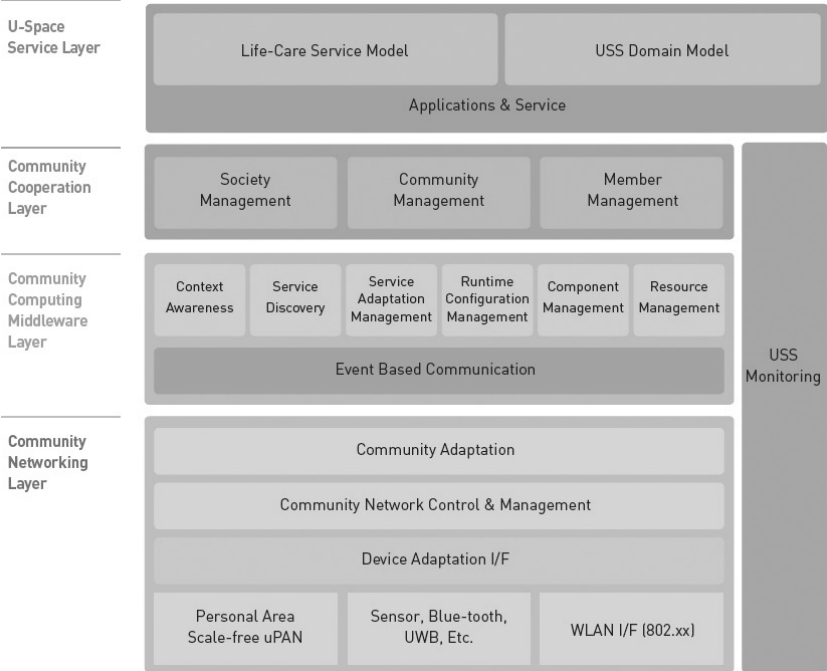 U-Space
Service Layer
Life-Care Service Model
USS Domain Model
Applications & Service
Community
Cooperation
Layer
Society
Management
Community
Management
Member
Management
Community
Computing
Middleware
Layer
Context
Awareness
Service
Discovery
Service
Adaptation
Management
Runtime
Configuration
Management
Component
Management
Resource
Management
Event Based Communication
USS
Monitoring
Community
Networking
Layer
Community Adaptation
Community Network Control & Management
Device Adaptation I/F
Personal Area
Scale-free uPAN
Sensor, Blue-tooth,
UWB, Etc.
WLAN I/F (802.xx)